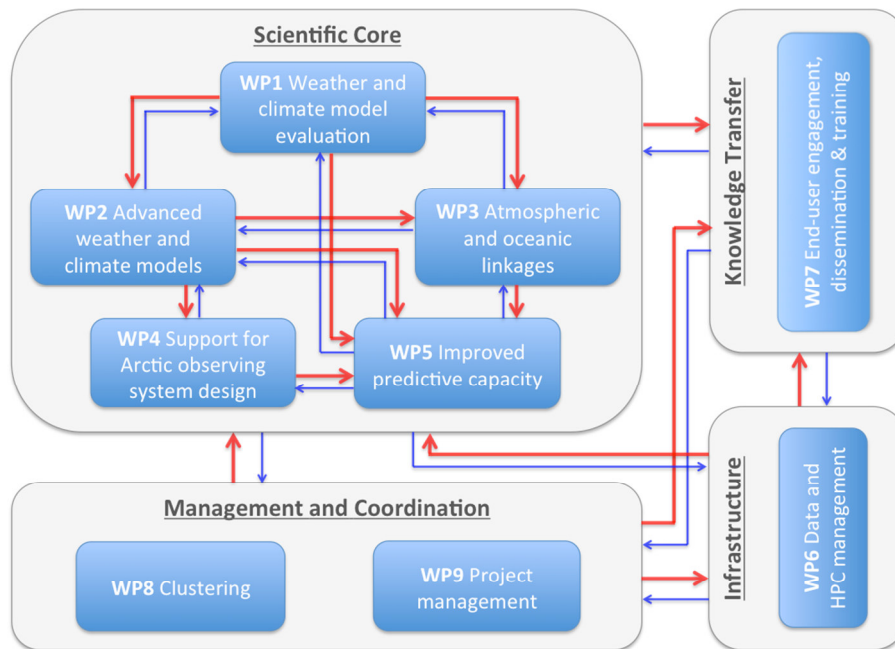 Scientific Core
WP1 Weather and
climate model
evaluation
WP2 Advanced
weather and
climate models
WP3 Atmospheric
and oceanic
linkages
WP4 Support for
Arctic observing
system design
WP5 Improved
predictive capacity
Knowledge Transfer
WP7 End-user engagement,
dissemination & training
Management and Coordination
WP8 Clustering
WP9 Project
management
Infrastructure
WP6 Data and
HPC management